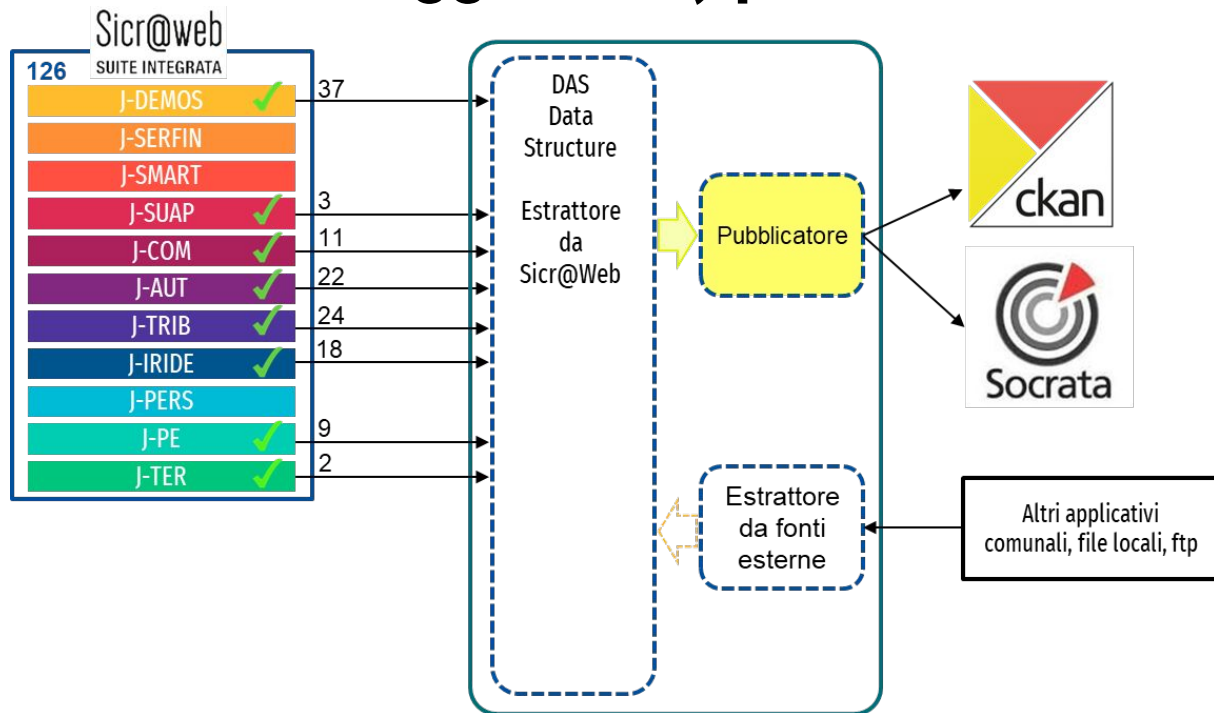 Sicr@web
SUITE INTEGRATA
126
J-DEMOS
37
J-SERFIN
J-SMART
J-SUAP
3
J-COM
11
J-AUT
22
J-TRIB
24
J-IRIDE
18
J-PERS
J-PE
9
J-TER
2
DAS
Data
Structure
Estrattore
da
Sicr@Web
Pubblicatore
ckan
Socrata
Estrattore
da fonti
esterne
Altri applicativi
comunali, file locali, ftp